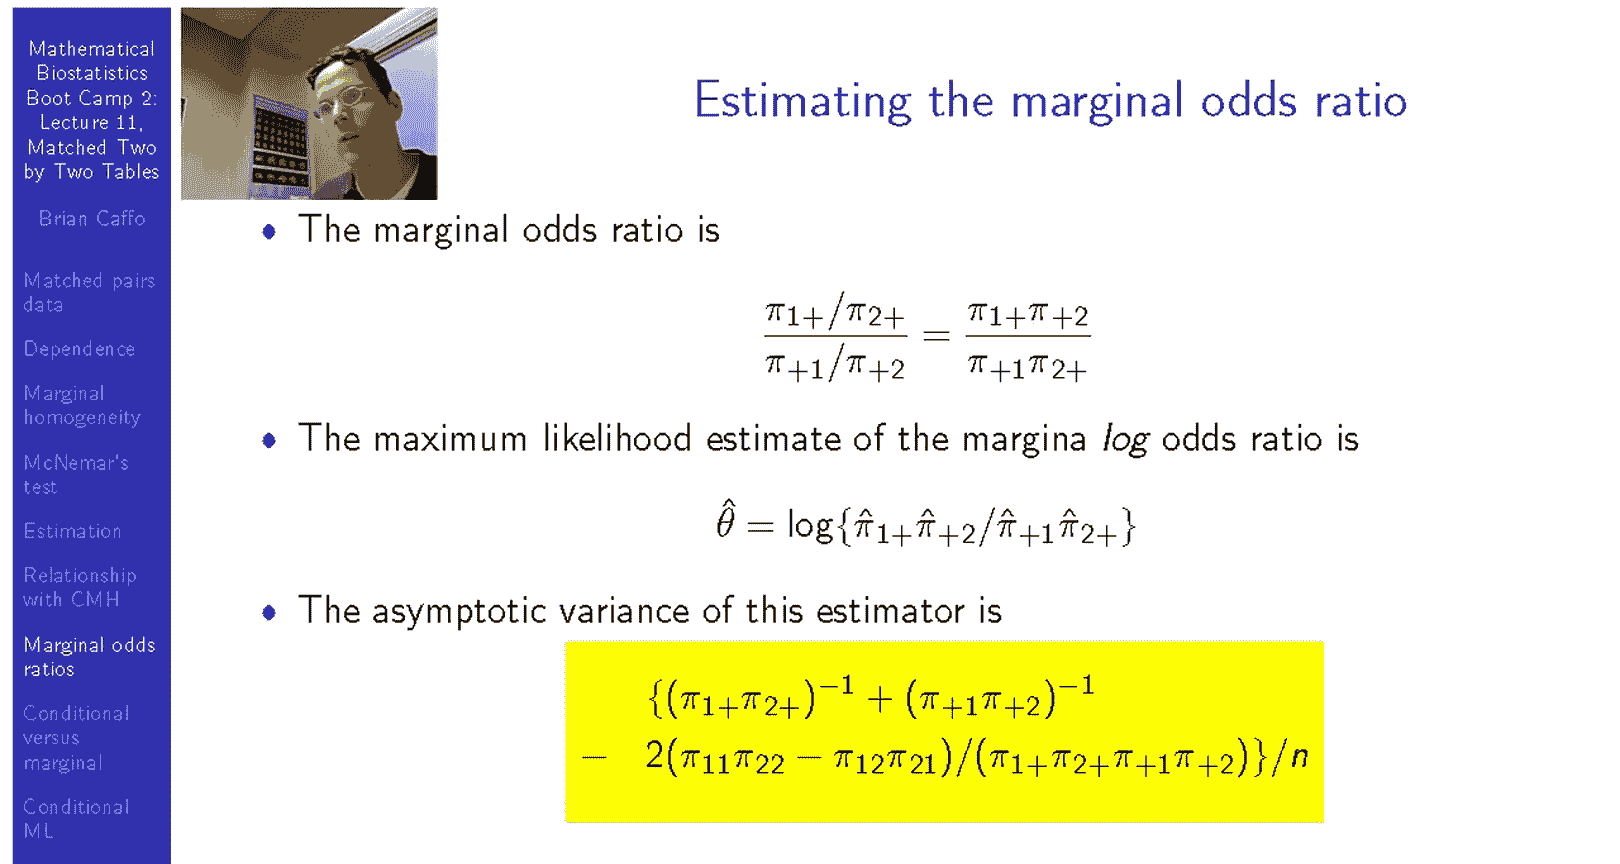 Mathematical
Biostatistics
Boot Camp 2:
Lecture 11,
Matched Two
by Two Tables
Brian Caffo
Matched pairs
data
Dependence
Marginal
homogeneity
McNemar's
test
Estimation
Relationship
with CMH
Marginal odds
ratios
Conditional
versus
marginal
Conditional
ML
Estimating the marginal odds ratio
• The marginal odds ratio is
π1+/π2+ / π+1/π+2 = π1+π+2 / π+1π2+
• The maximum likelihood estimate of the margina log odds ratio is
θ̂ = log{π̂1+π̂+2/π̂+1π̂2+}
• The asymptotic variance of this estimator is
{(π1+π2+)⁻¹ + (π+1π+2)⁻¹
− 2(π11π22 − π12π21)/(π1+π2+π+1π+2)}/n